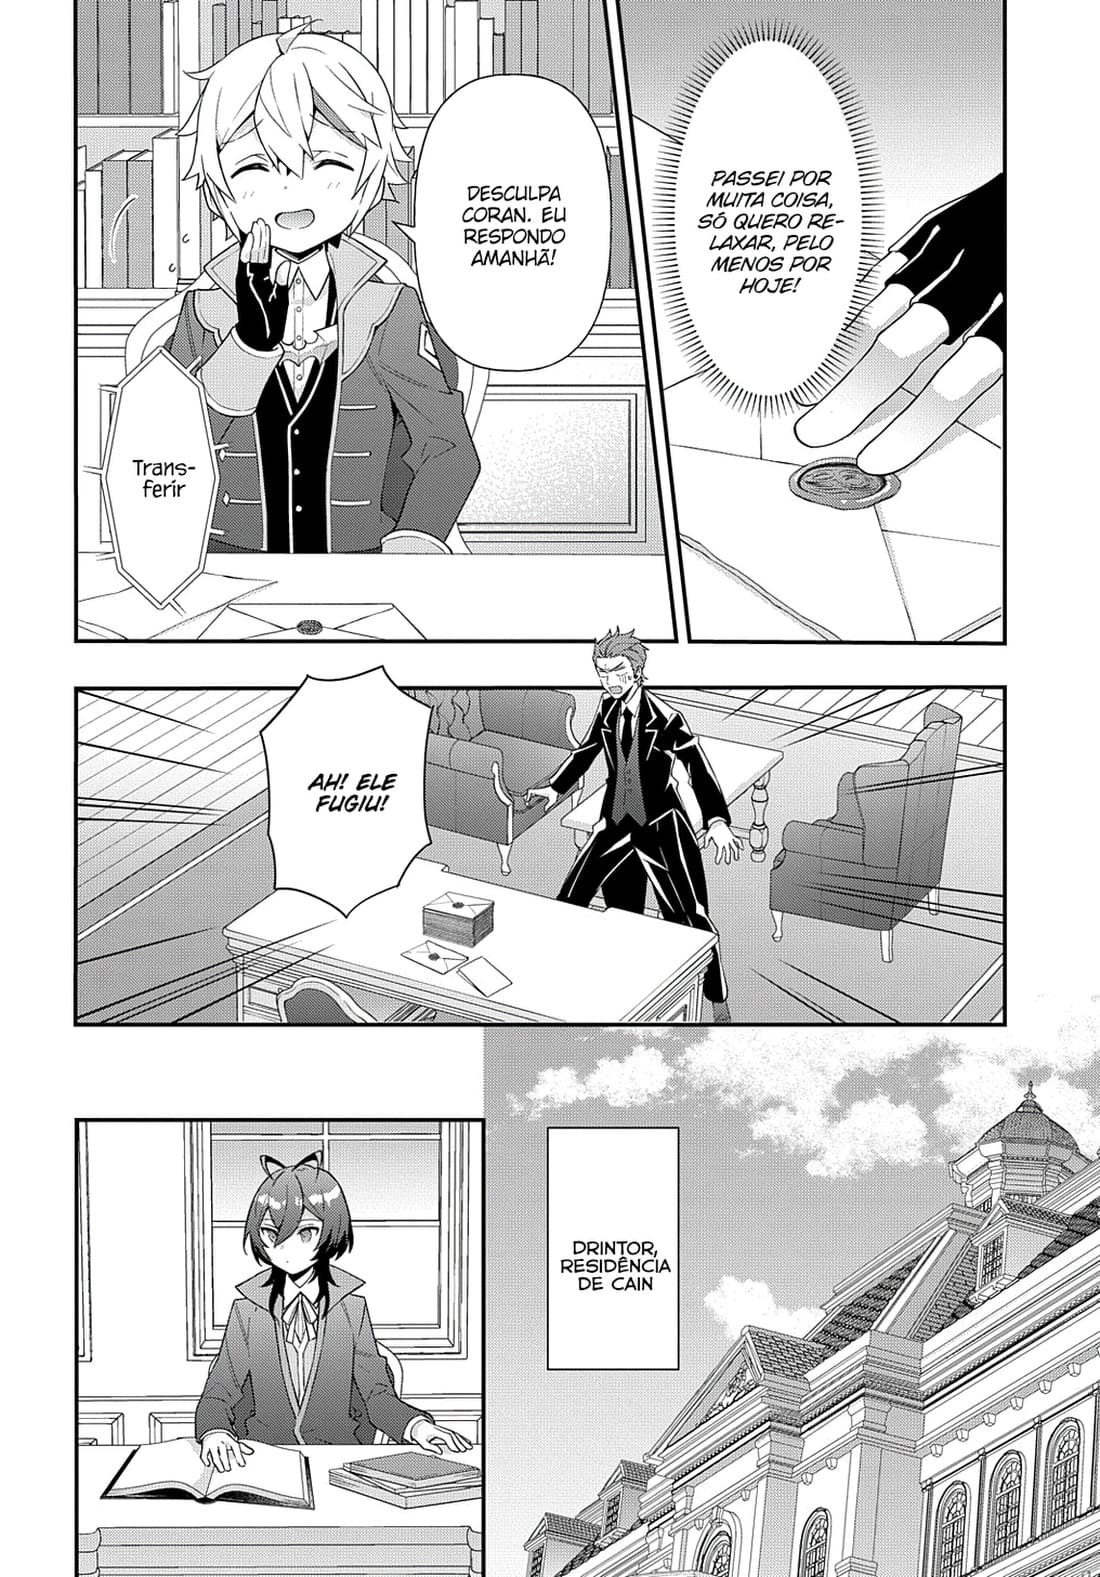 PASSEI POR
MUITA COISA,
SÓ QUERO RE-
LAXAR, PELO
MENOS POR
HOJE!
DESCULPA
CORAN. EU
RESPONDO
AMANHÃ!
Trans-
ferir
AH! ELE
FUGIU!
DRINTOR,
RESIDÊNCIA
DE CAIN